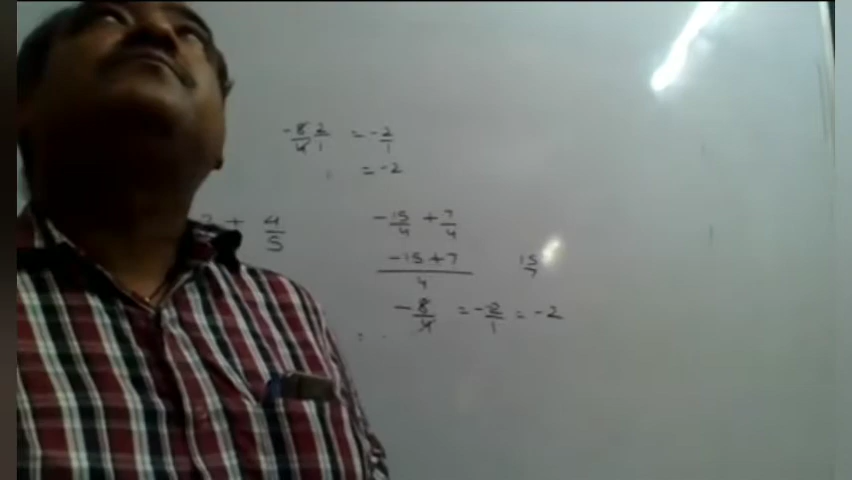 -8/4 2/1 = -2/1
= -2
+ 4/5
-15/4 + 7/4
-15+7/4 15/7
-8/4 = -2/1 = -2
=